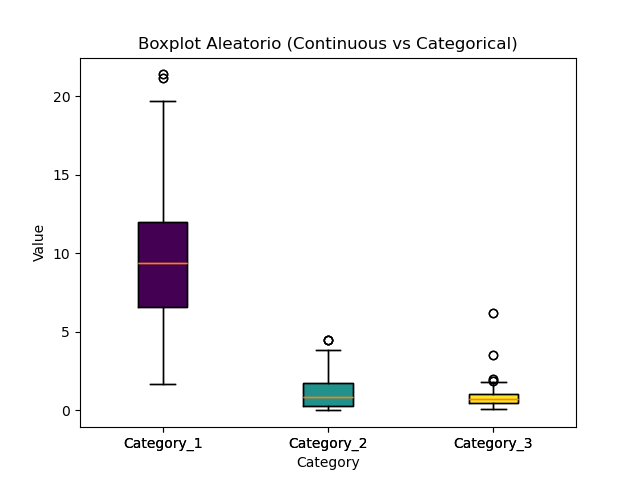 Boxplot Aleatorio (Continuous vs Categorical)
20
15
10
5
0
Value
Category_1
Category_2
Category_3
Category